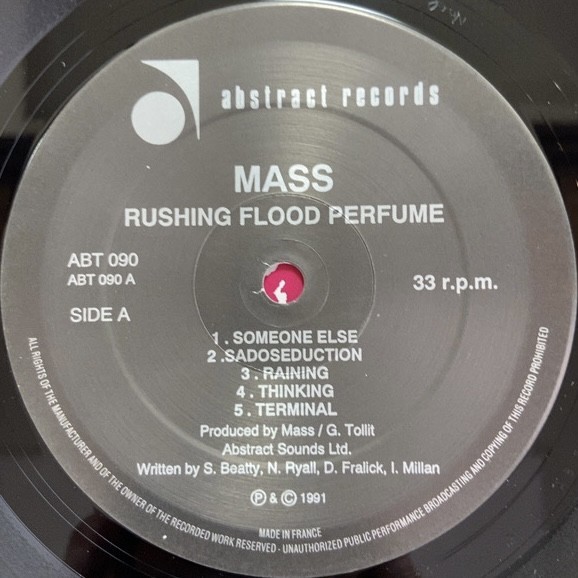 abstract records
MASS
RUSHING FLOOD PERFUME
ABT 090
ABT 090 A
33 r.p.m.
SIDE A
1 . SOMEONE ELSE
2 .SADOSEDUCTION
3 . RAINING
4 . THINKING
5 . TERMINAL
Produced by Mass / G. Tollit
Abstract Sounds Ltd.
Written by S. Beatty, N. Ryall, D. Fralick, I. Millan
℗ & © 1991
MADE IN FRANCE
ALL RIGHTS OF THE MANUFACTURER AND OF THE OWNER OF THE RECORDED WORK RESERVED - UNAUTHORIZED PUBLIC PERFORMANCE BROADCASTING AND COPYING OF THIS RECORD PROHIBITED